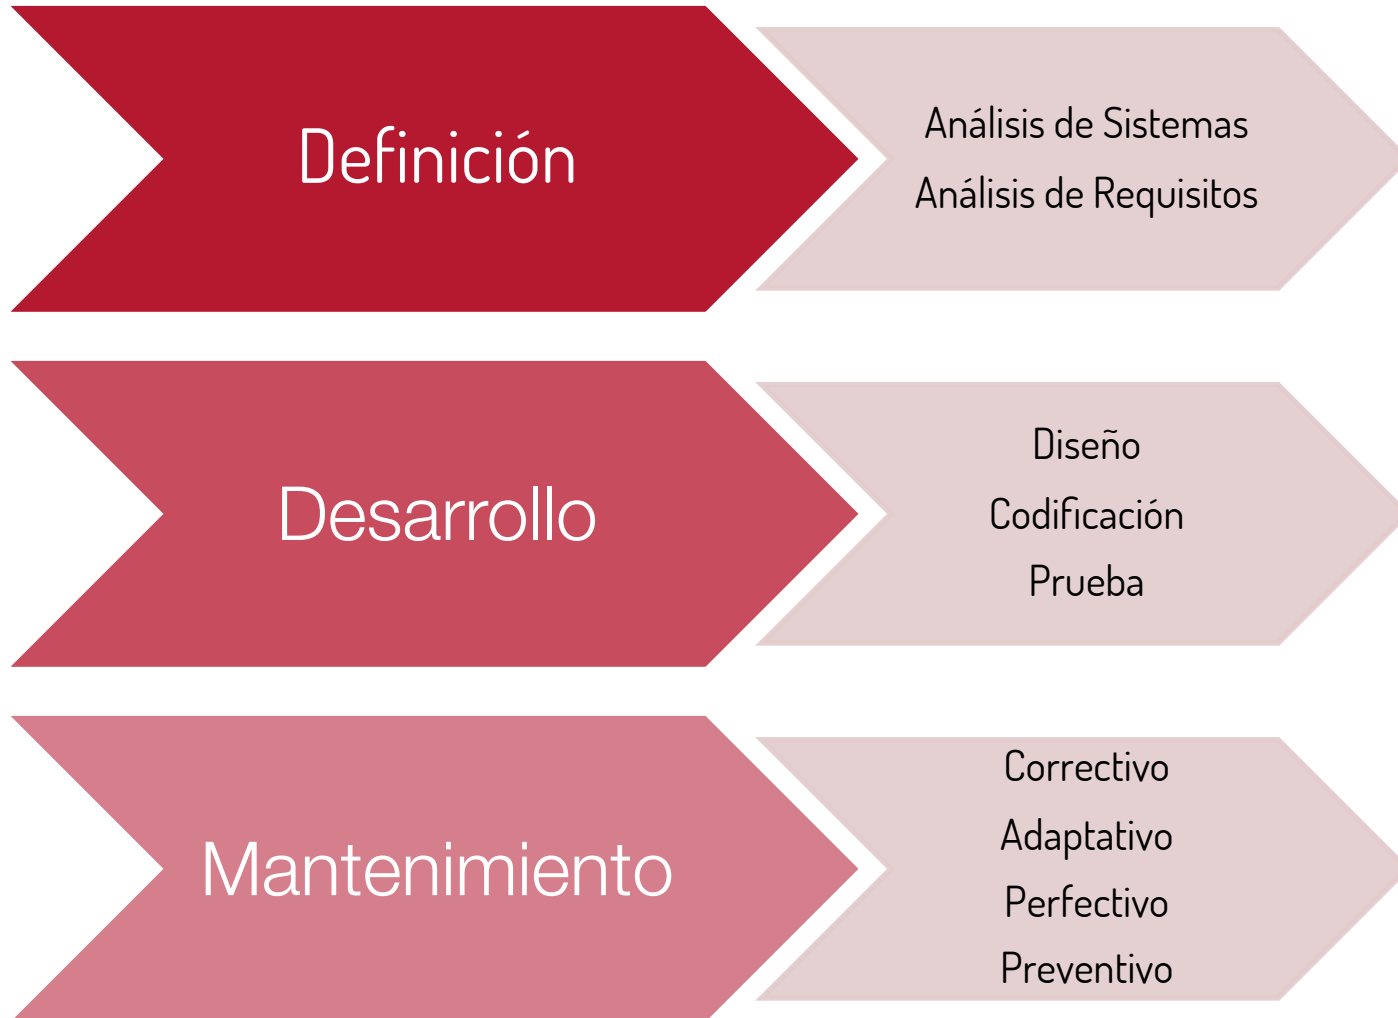 Definición
Análisis de Sistemas
Análisis de Requisitos
Desarrollo
Diseño
Codificación
Prueba
Mantenimiento
Correctivo
Adaptativo
Perfectivo
Preventivo